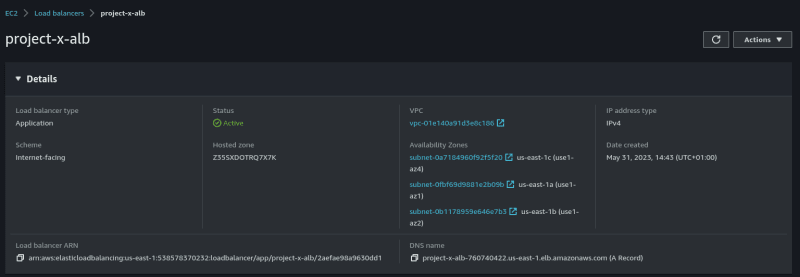 EC2 > Load balancers > project-x-alb
project-x-alb
Actions
Details
Load balancer type
Application
Status
Active
VPC
vpc-01e140a91d3e8c186
IP address type
IPv4
Scheme
Internet-facing
Hosted zone
Z35SXDOTRQ7X7K
Availability Zones
subnet-0a7184960f92f5f20 us-east-1c (use1-
az4)
subnet-0fbf69d9881e2b09b us-east-1a (use1-
az1)
subnet-0b1178959e646e7b3 us-east-1b (use1-
az2)
Date created
May 31, 2023, 14:43 (UTC+01:00)
Load balancer ARN
arn:aws:elasticloadbalancing:us-east-1:538578370232:loadbalancer/app/project-x-alb/2aefae98a9630dd1
DNS name
project-x-alb-760740422.us-east-1.elb.amazonaws.com (A Record)